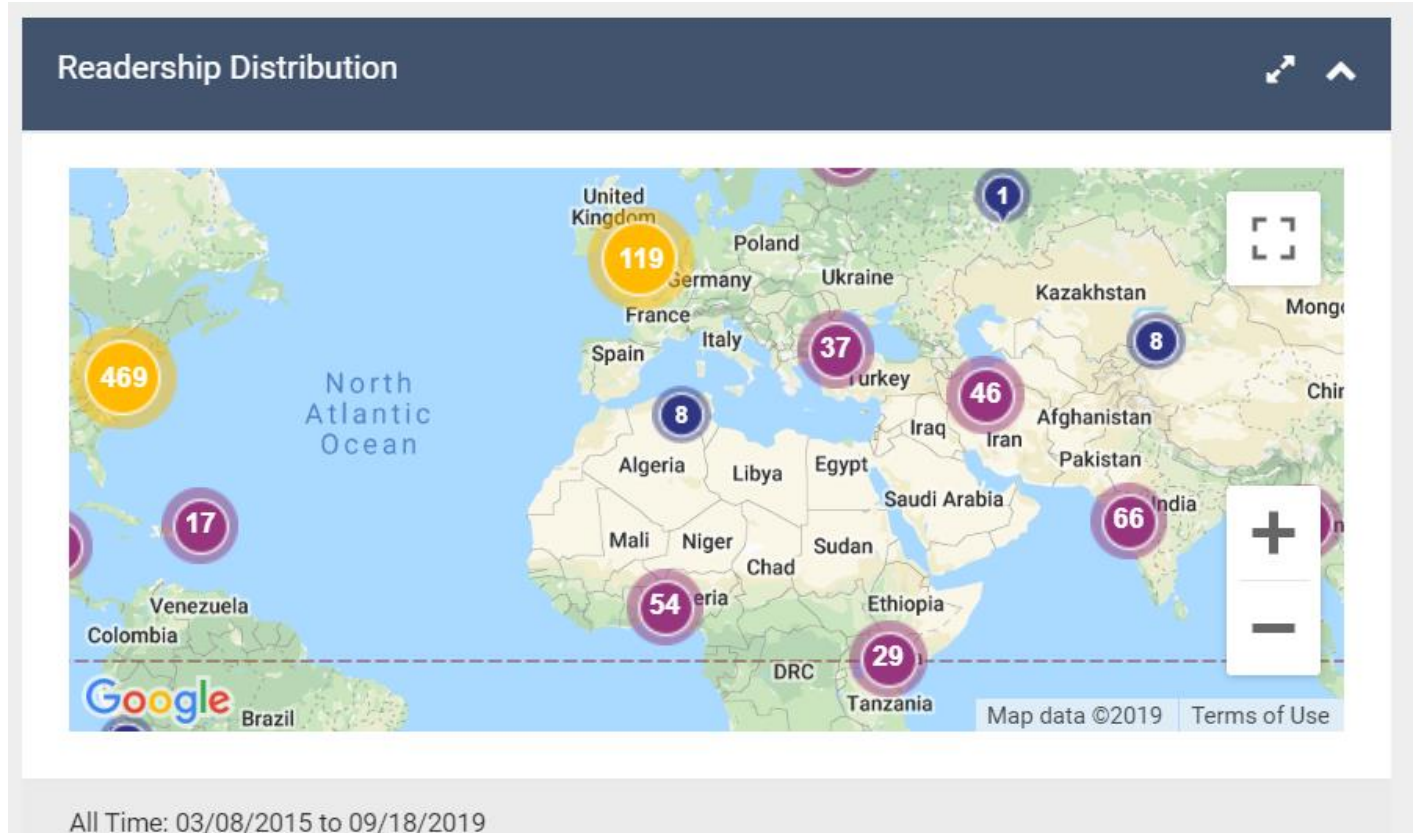 Readership Distribution
1
United
Kingdom
119
Poland
Germany
Ukraine
Kazakhstan
France
37
Italy
8
Spain
Turkey
469
North
Atlantic
Ocean
8
46
Afghanistan
Iraq
Iran
Algeria
Libya
Egypt
Pakistan
Saudi Arabia
17
66
India
Mali
Niger
Chad
Sudan
54
Venezuela
Ethiopia
Colombia
29
DRC
Tanzania
Google
Brazil
Map data ©2019
Terms of Use
All Time: 03/08/2015 to 09/18/2019